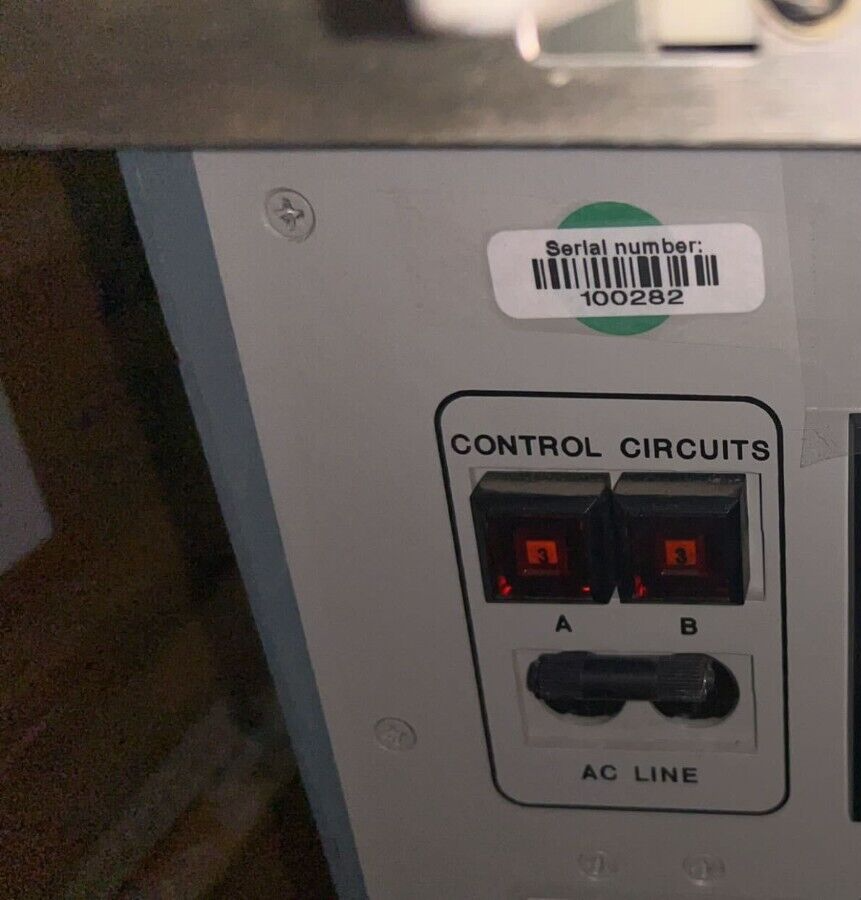 Serial number:
100282
CONTROL CIRCUITS
3 3
A B
AC LINE